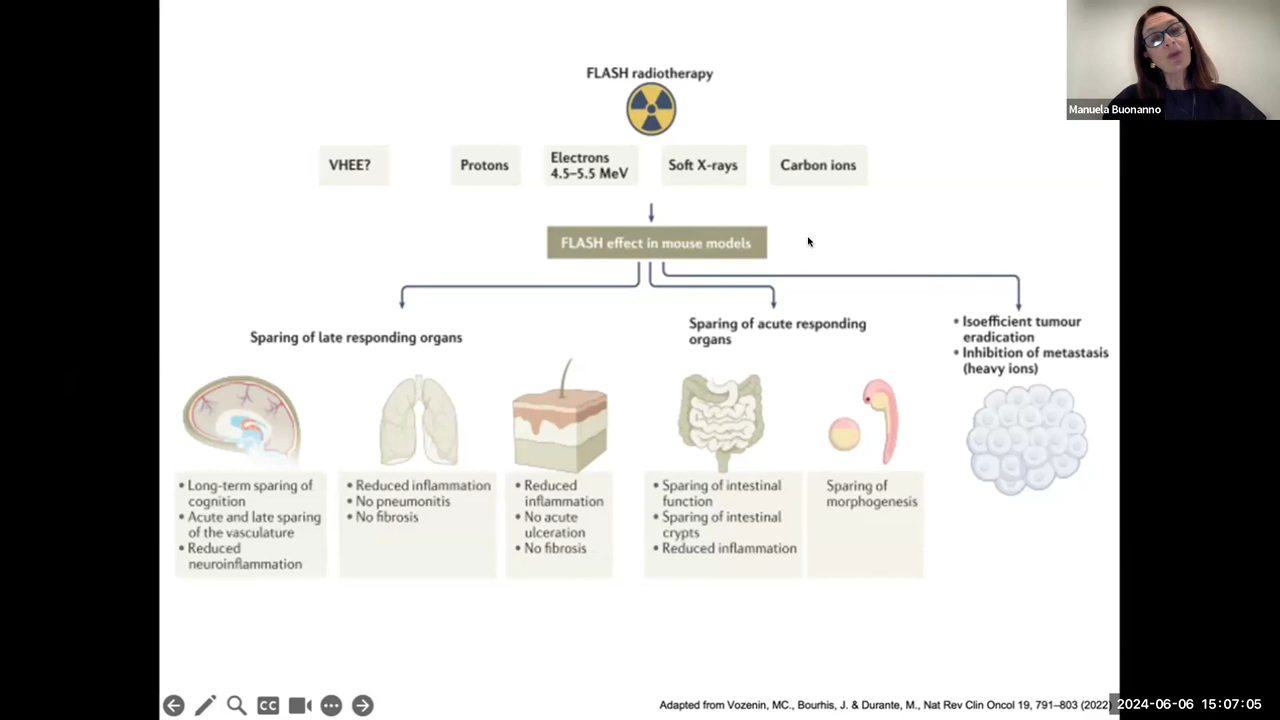 FLASH radiotherapy
VHEE?
Protons
Electrons
4.5–5.5 MeV
Soft X-rays
Carbon ions
FLASH effect in mouse models
Sparing of late responding organs
Sparing of acute responding
organs
• Isoefficient tumour
eradication
• Inhibition of metastasis
(heavy ions)
• Long-term sparing of
cognition
• Acute and late sparing
of the vasculature
• Reduced
neuroinflammation
• Reduced inflammation
• No pneumonitis
• No fibrosis
• Reduced
inflammation
• No acute
ulceration
• No fibrosis
• Sparing of intestinal
function
• Sparing of intestinal
crypts
• Reduced inflammation
Sparing of
morphogenesis
Manuela Buonanno
CC
Adapted from Vozenin, MC., Bourhis, J. & Durante, M., Nat Rev Clin Oncol 19, 791–803 (2022)
2024-06-06 15:07:05